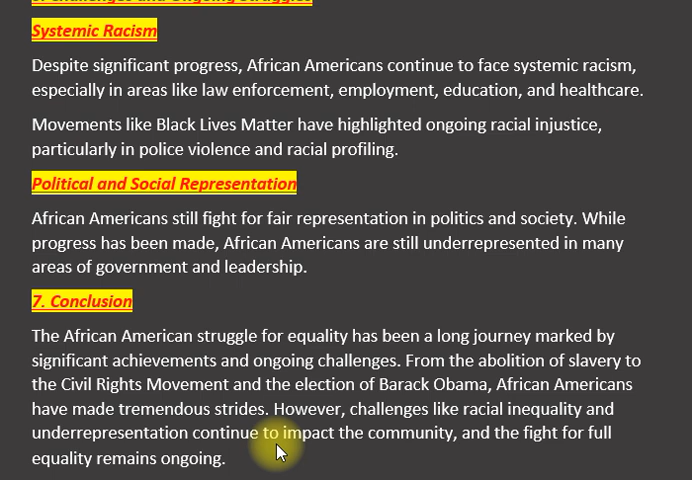 Challenges and Ongoing Struggles
Systemic Racism
Despite significant progress, African Americans continue to face systemic racism,
especially in areas like law enforcement, employment, education, and healthcare.
Movements like Black Lives Matter have highlighted ongoing racial injustice,
particularly in police violence and racial profiling.
Political and Social Representation
African Americans still fight for fair representation in politics and society. While
progress has been made, African Americans are still underrepresented in many
areas of government and leadership.
7. Conclusion
The African American struggle for equality has been a long journey marked by
significant achievements and ongoing challenges. From the abolition of slavery to
the Civil Rights Movement and the election of Barack Obama, African Americans
have made tremendous strides. However, challenges like racial inequality and
underrepresentation continue to impact the community, and the fight for full
equality remains ongoing.